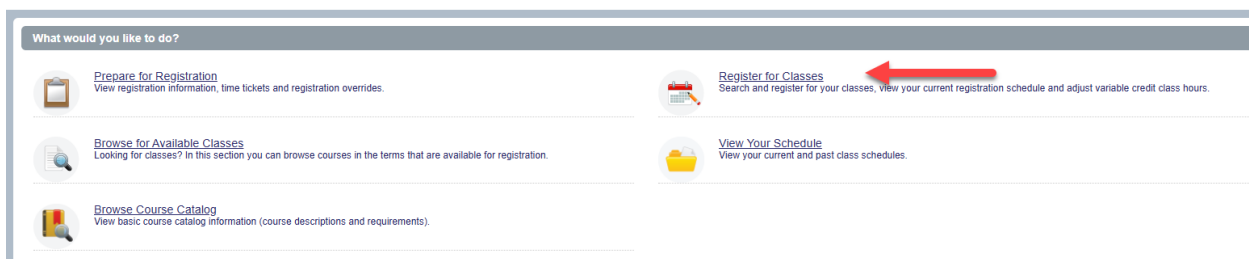 What would you like to do?
Prepare for Registration
View registration information, time tickets and registration overrides.
Register for Classes
Search and register for your classes, view your current registration schedule and adjust variable credit class hours.
Browse for Available Classes
Looking for classes? In this section you can browse courses in the terms that are available for registration.
View Your Schedule
View your current and past class schedules.
Browse Course Catalog
View basic course catalog information (course descriptions and requirements).